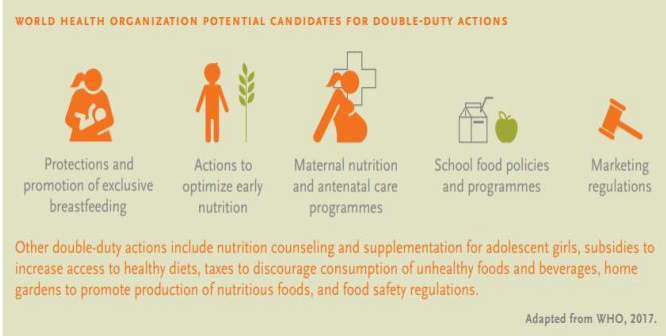 WORLD HEALTH ORGANIZATION POTENTIAL CANDIDATES FOR DOUBLE-DUTY ACTIONS
Protections and
promotion of exclusive
breastfeeding
Actions to
optimize early
nutrition
Maternal nutrition
and antenatal care
programmes
School food policies
and programmes
Marketing
regulations
Other double-duty actions include nutrition counseling and supplementation for adolescent girls, subsidies to
increase access to healthy diets, taxes to discourage consumption of unhealthy foods and beverages, home
gardens to promote production of nutritious foods, and food safety regulations.
Adapted from WHO, 2017.